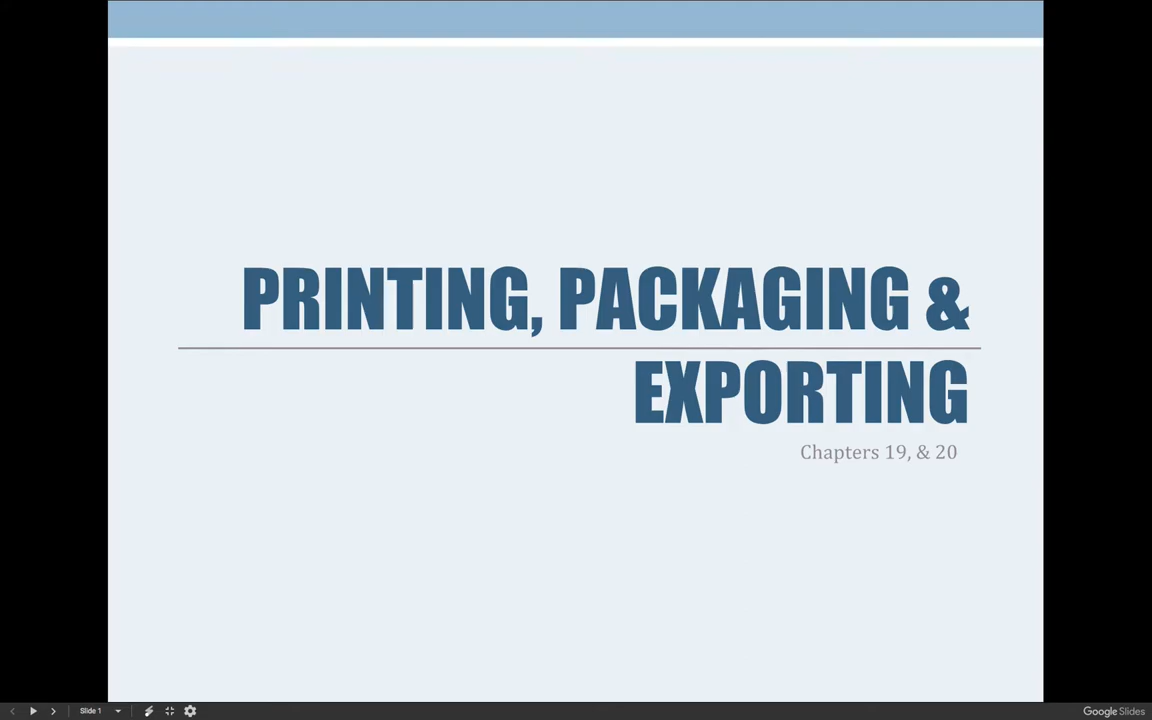 PRINTING, PACKAGING &
EXPORTING
Chapters 19, & 20
Slide 1
Google Slides